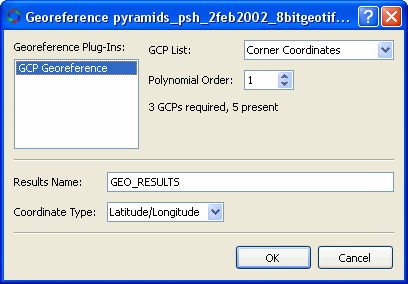 Georeference pyramids_psh_2feb2002_8bitgeotif...
Georeference Plug-Ins:
GCP Georeference
GCP List: Corner Coordinates
Polynomial Order: 1
3 GCPs required, 5 present
Results Name: GEO_RESULTS
Coordinate Type: Latitude/Longitude
OK Cancel